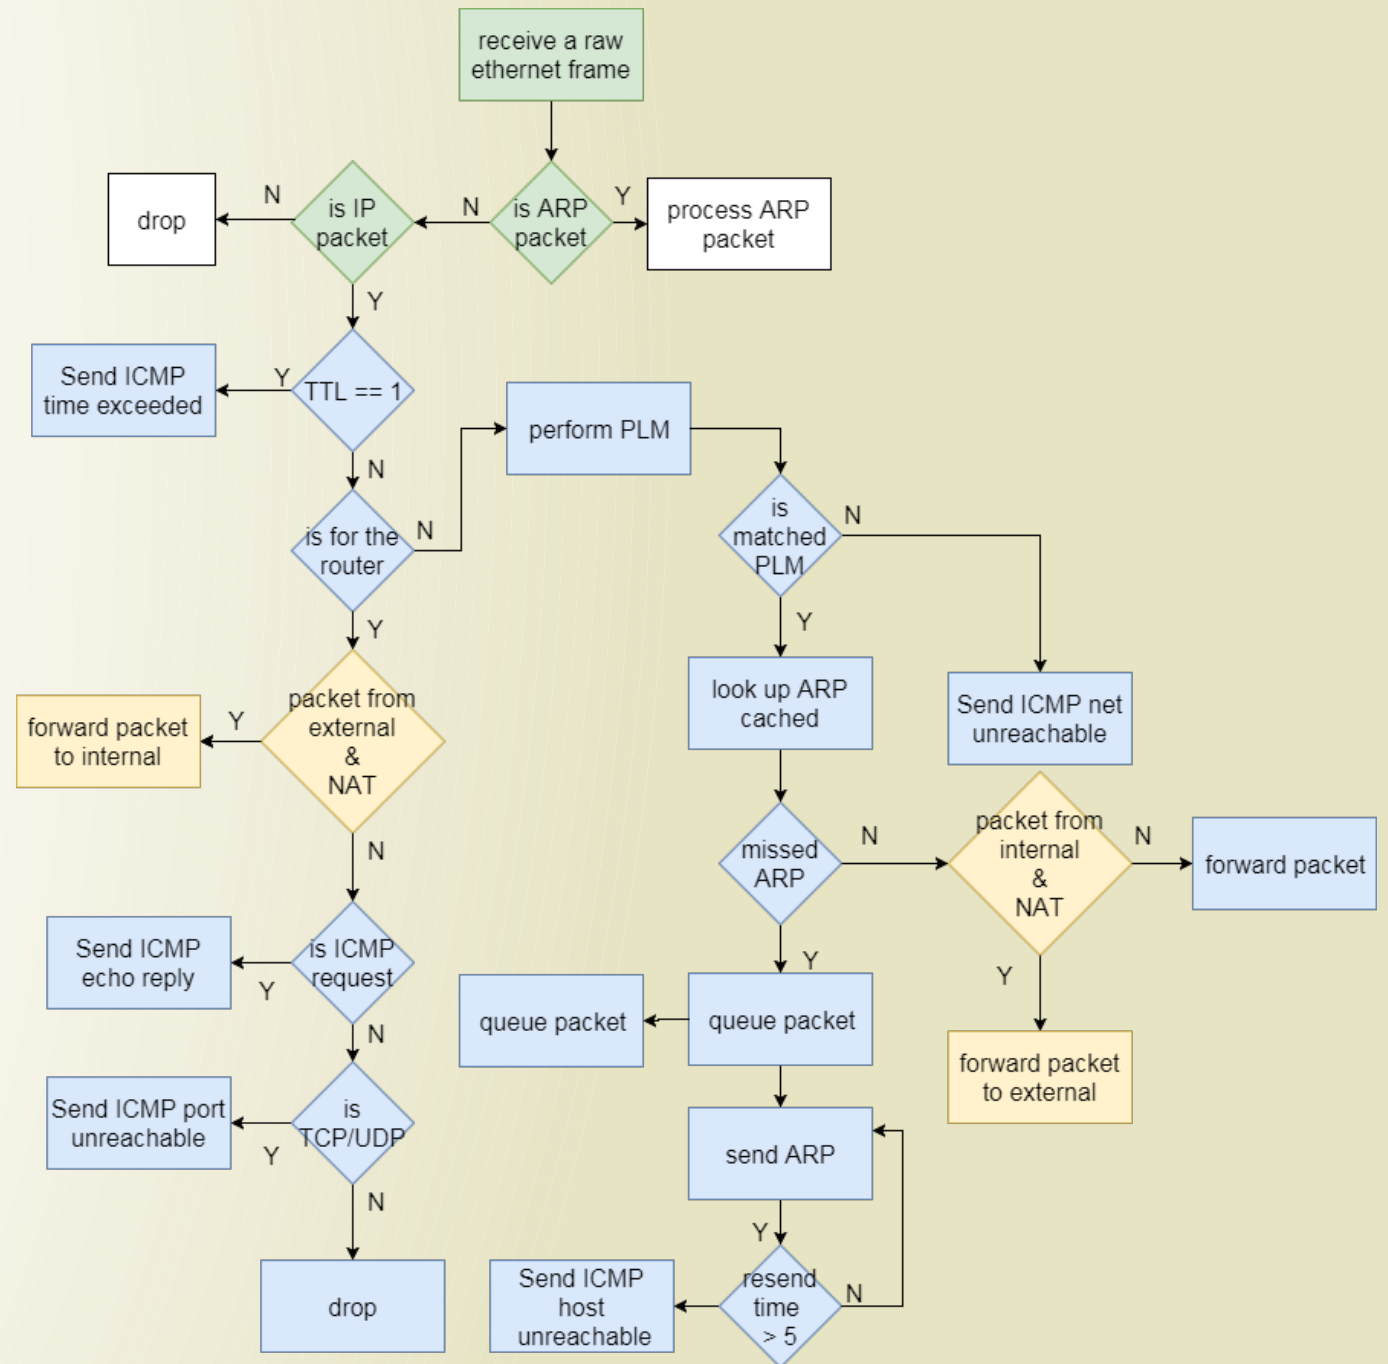 receive a raw
ethernet frame
drop
N
is IP
packet
N
is ARP
packet
Y
process ARP
packet
Y
Send ICMP
time exceeded
Y
TTL == 1
N
perform PLM
is for the
router
N
is
matched
PLM
N
Y
Y
look up ARP
cached
Send ICMP net
unreachable
forward packet
to internal
Y
packet from
external
&
NAT
N
missed
ARP
N
packet from
internal
&
NAT
N
forward packet
Y
Y
Send ICMP
echo reply
Y
is ICMP
request
N
queue packet
queue packet
forward packet
to external
Send ICMP port
unreachable
Y
is
TCP/UDP
N
send ARP
Y
drop
Send ICMP
host
unreachable
resend
time
> 5
N